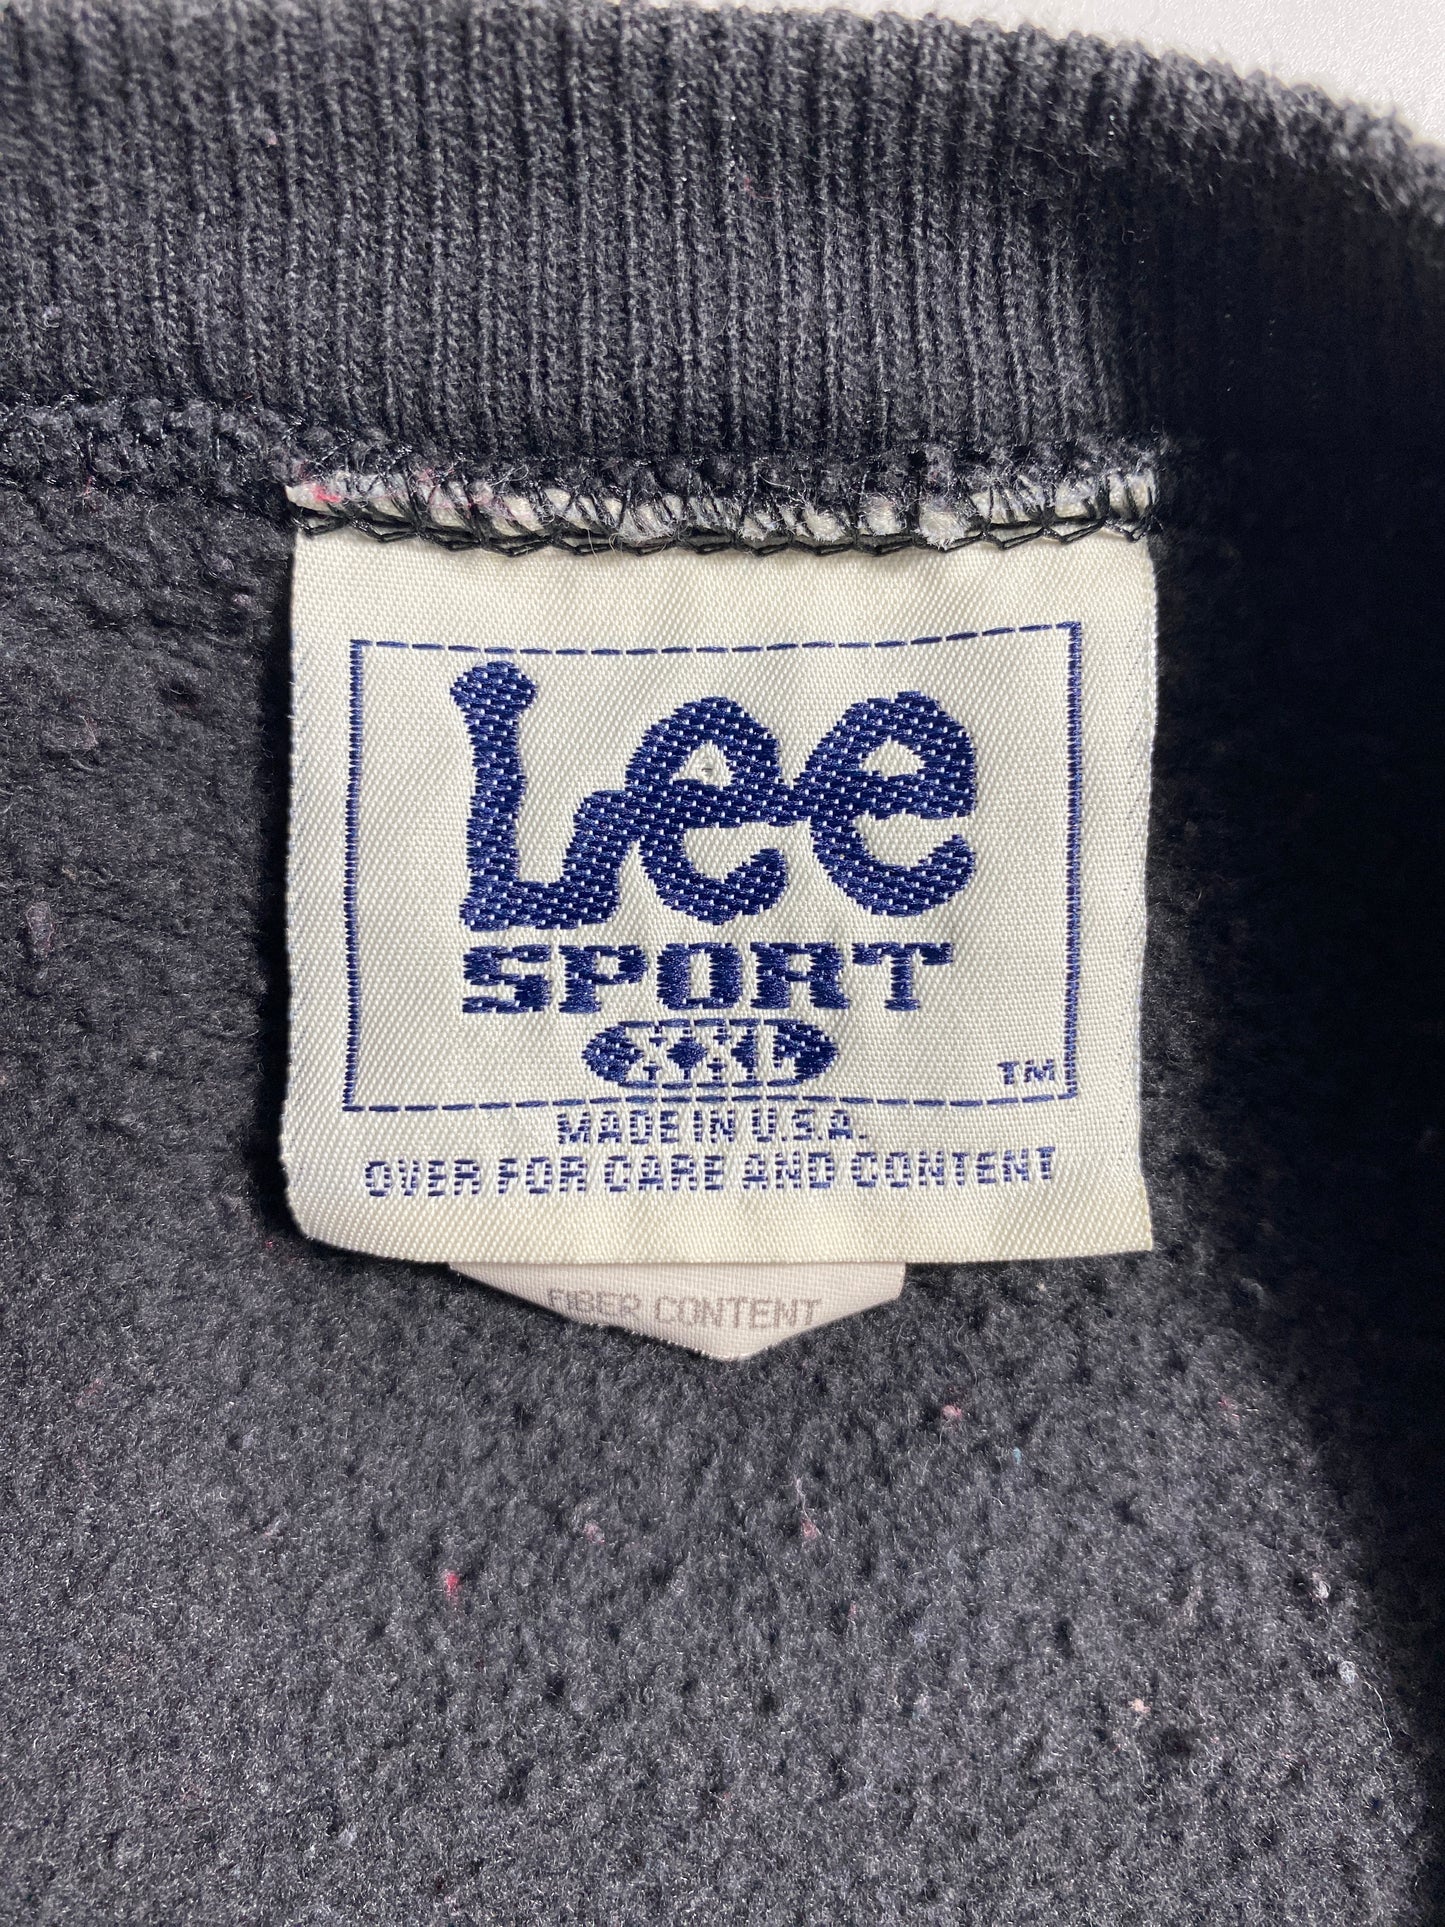 Lee
SPORT
XXL
TM
MADE IN U.S.A.
OVER FOR CARE AND CONTENT
FIBER CONTENT